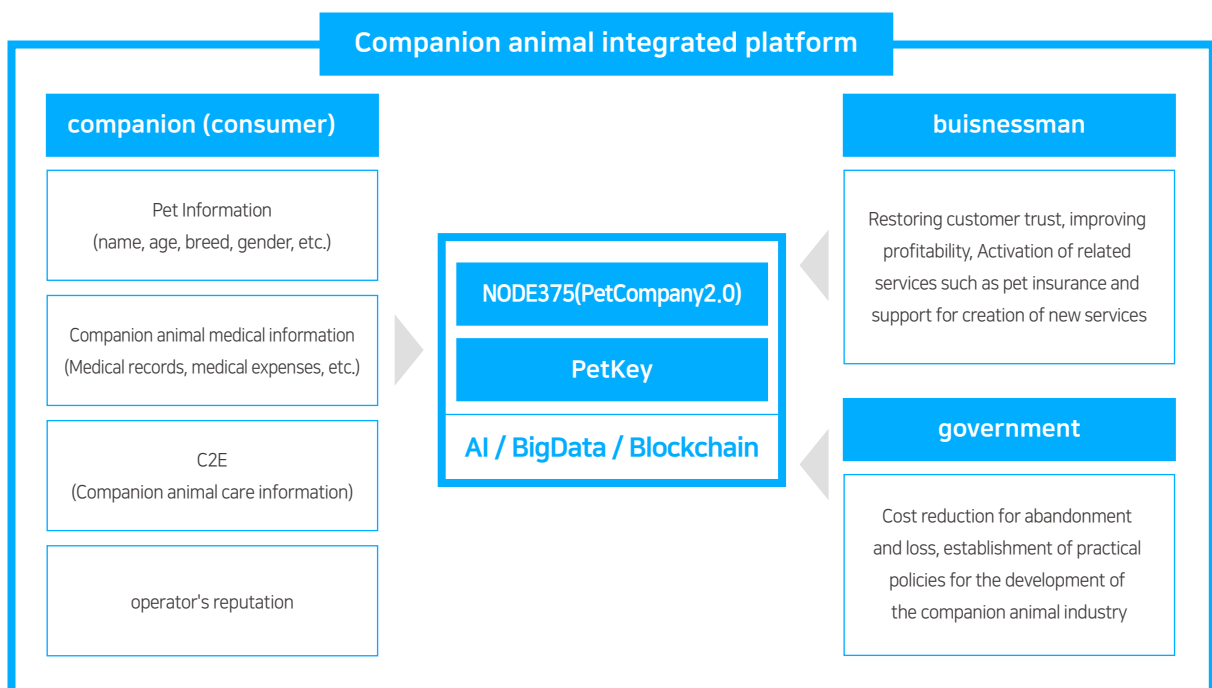 Companion animal integrated platform
companion (consumer)
Pet Information
(name, age, breed, gender, etc.)
Companion animal medical information
(Medical records, medical expenses, etc.)
C2E
(Companion animal care information)
operator's reputation
NODE375(PetCompany2.0)
PetKey
AI / BigData / Blockchain
buisnessman
Restoring customer trust, improving
profitability, Activation of related
services such as pet insurance and
support for creation of new services
government
Cost reduction for abandonment
and loss, establishment of practical
policies for the development of
the companion animal industry